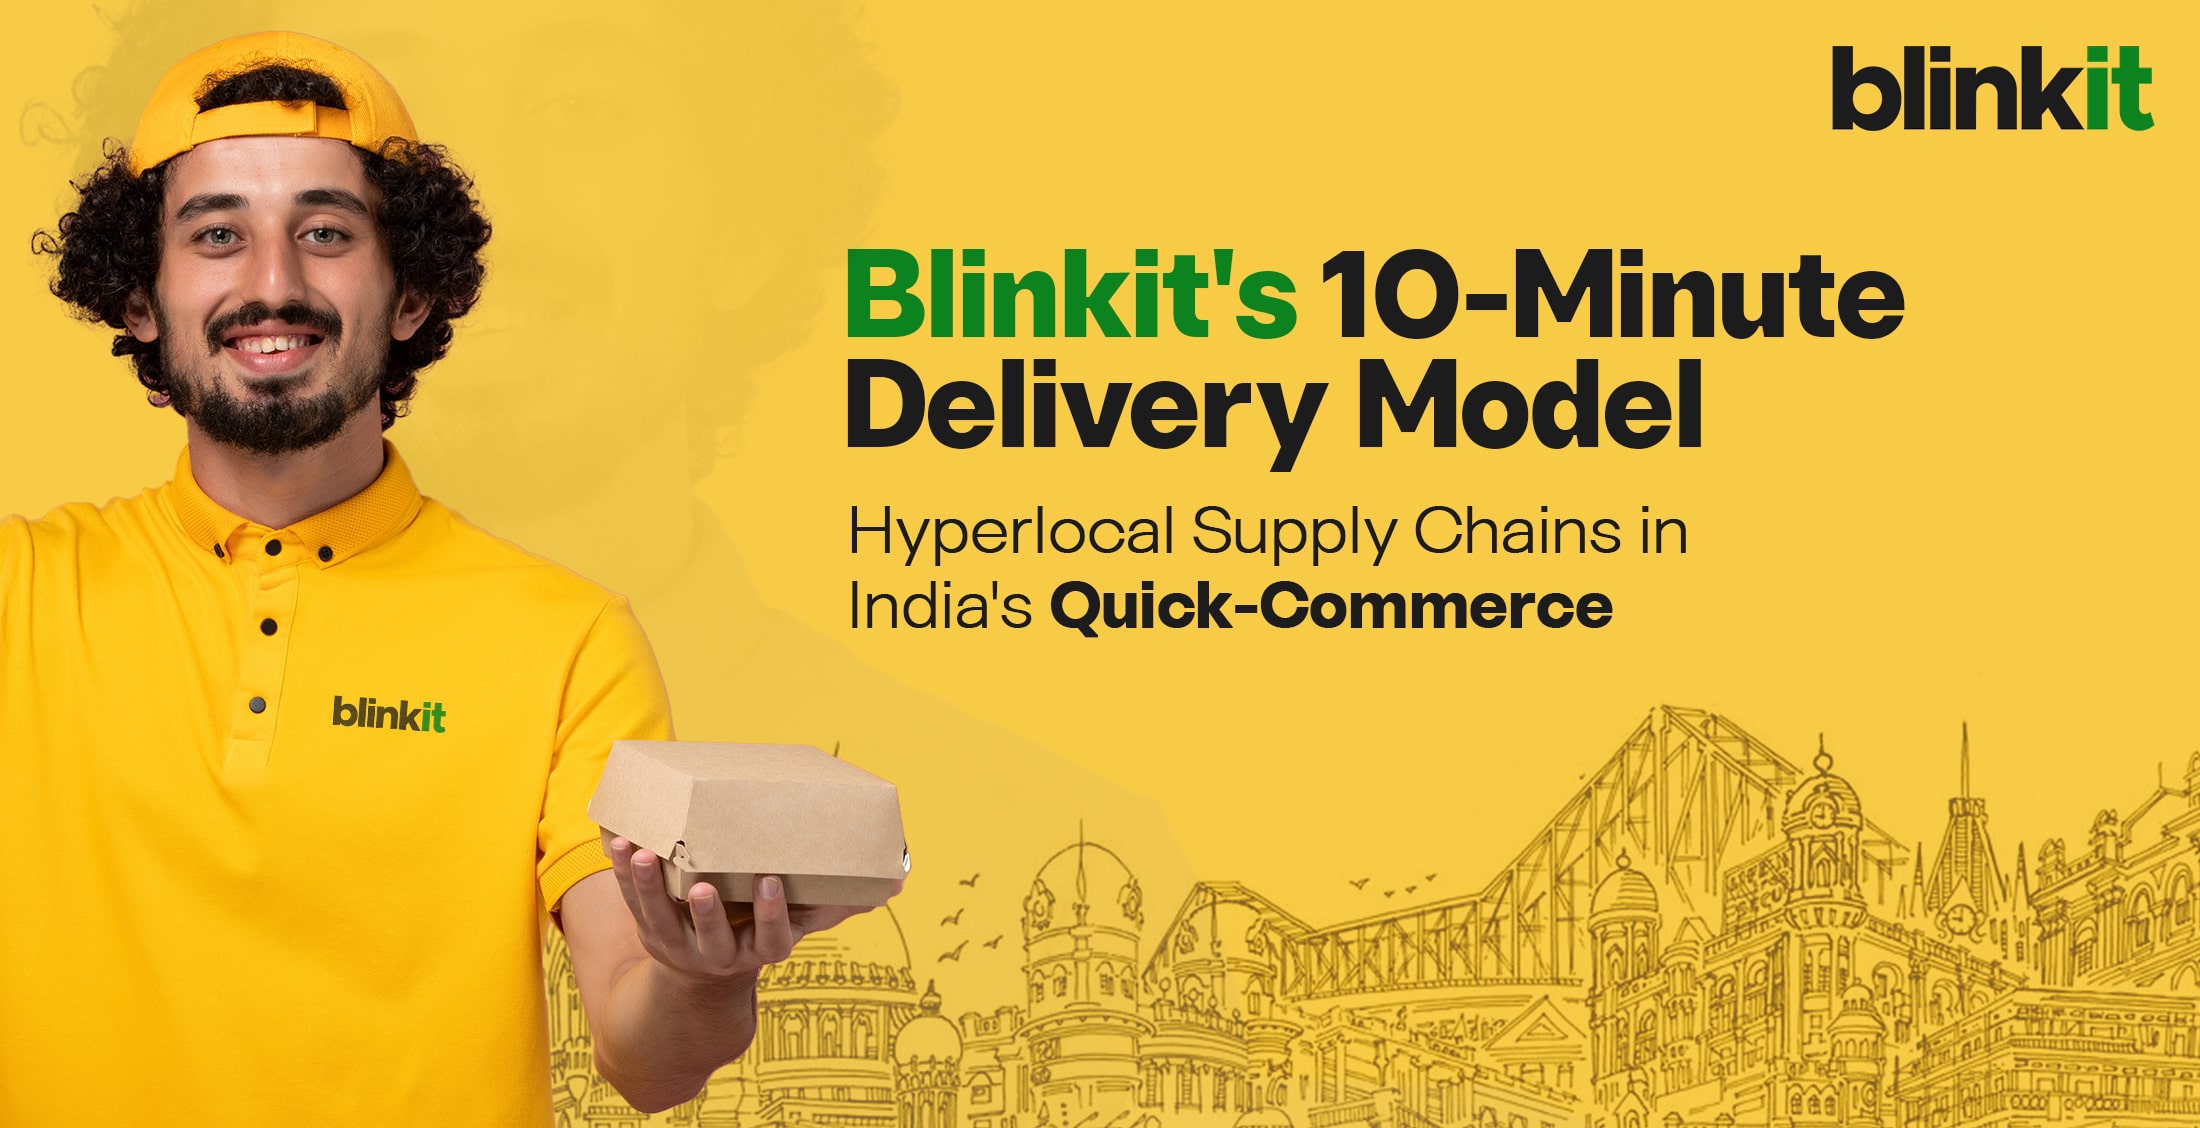 blinkit
Blinkit's 10-Minute
Delivery Model
Hyperlocal Supply Chains in
India's Quick-Commerce
blinkit